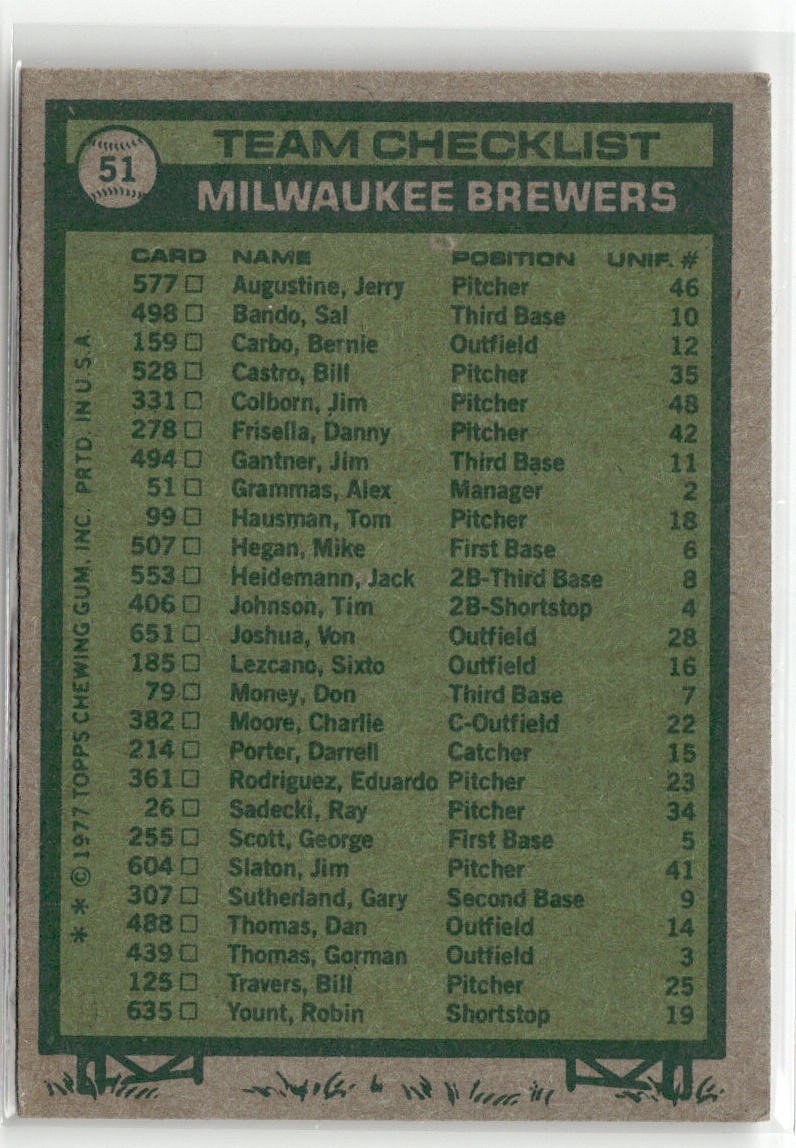 51
TEAM CHECKLIST
MILWAUKEE BREWERS
CARD NAME POSITION UNIF. #
577 □ Augustine, Jerry Pitcher 46
498 □ Bando, Sal Third Base 10
159 □ Carbo, Bernie Outfield 12
528 □ Castro, Bill Pitcher 35
331 □ Colborn, Jim Pitcher 48
278 □ Frisella, Danny Pitcher 42
494 □ Gantner, Jim Third Base 11
51 □ Grammas, Alex Manager 2
99 □ Hausman, Tom Pitcher 18
507 □ Hegan, Mike First Base 6
553 □ Heidemann, Jack 2B-Third Base 8
406 □ Johnson, Tim 2B-Shortstop 4
651 □ Joshua, Von Outfield 28
185 □ Lezcano, Sixto Outfield 16
79 □ Money, Don Third Base 7
382 □ Moore, Charlie C-Outfield 22
214 □ Porter, Darrell Catcher 15
361 □ Rodriguez, Eduardo Pitcher 23
26 □ Sadecki, Ray Pitcher 34
255 □ Scott, George First Base 5
604 □ Slaton, Jim Pitcher 41
307 □ Sutherland, Gary Second Base 9
488 □ Thomas, Dan Outfield 14
439 □ Thomas, Gorman Outfield 3
125 □ Travers, Bill Pitcher 25
635 □ Yount, Robin Shortstop 19
* * © 1977 TOPPS CHEWING GUM, INC. PRTD. IN U.S.A.